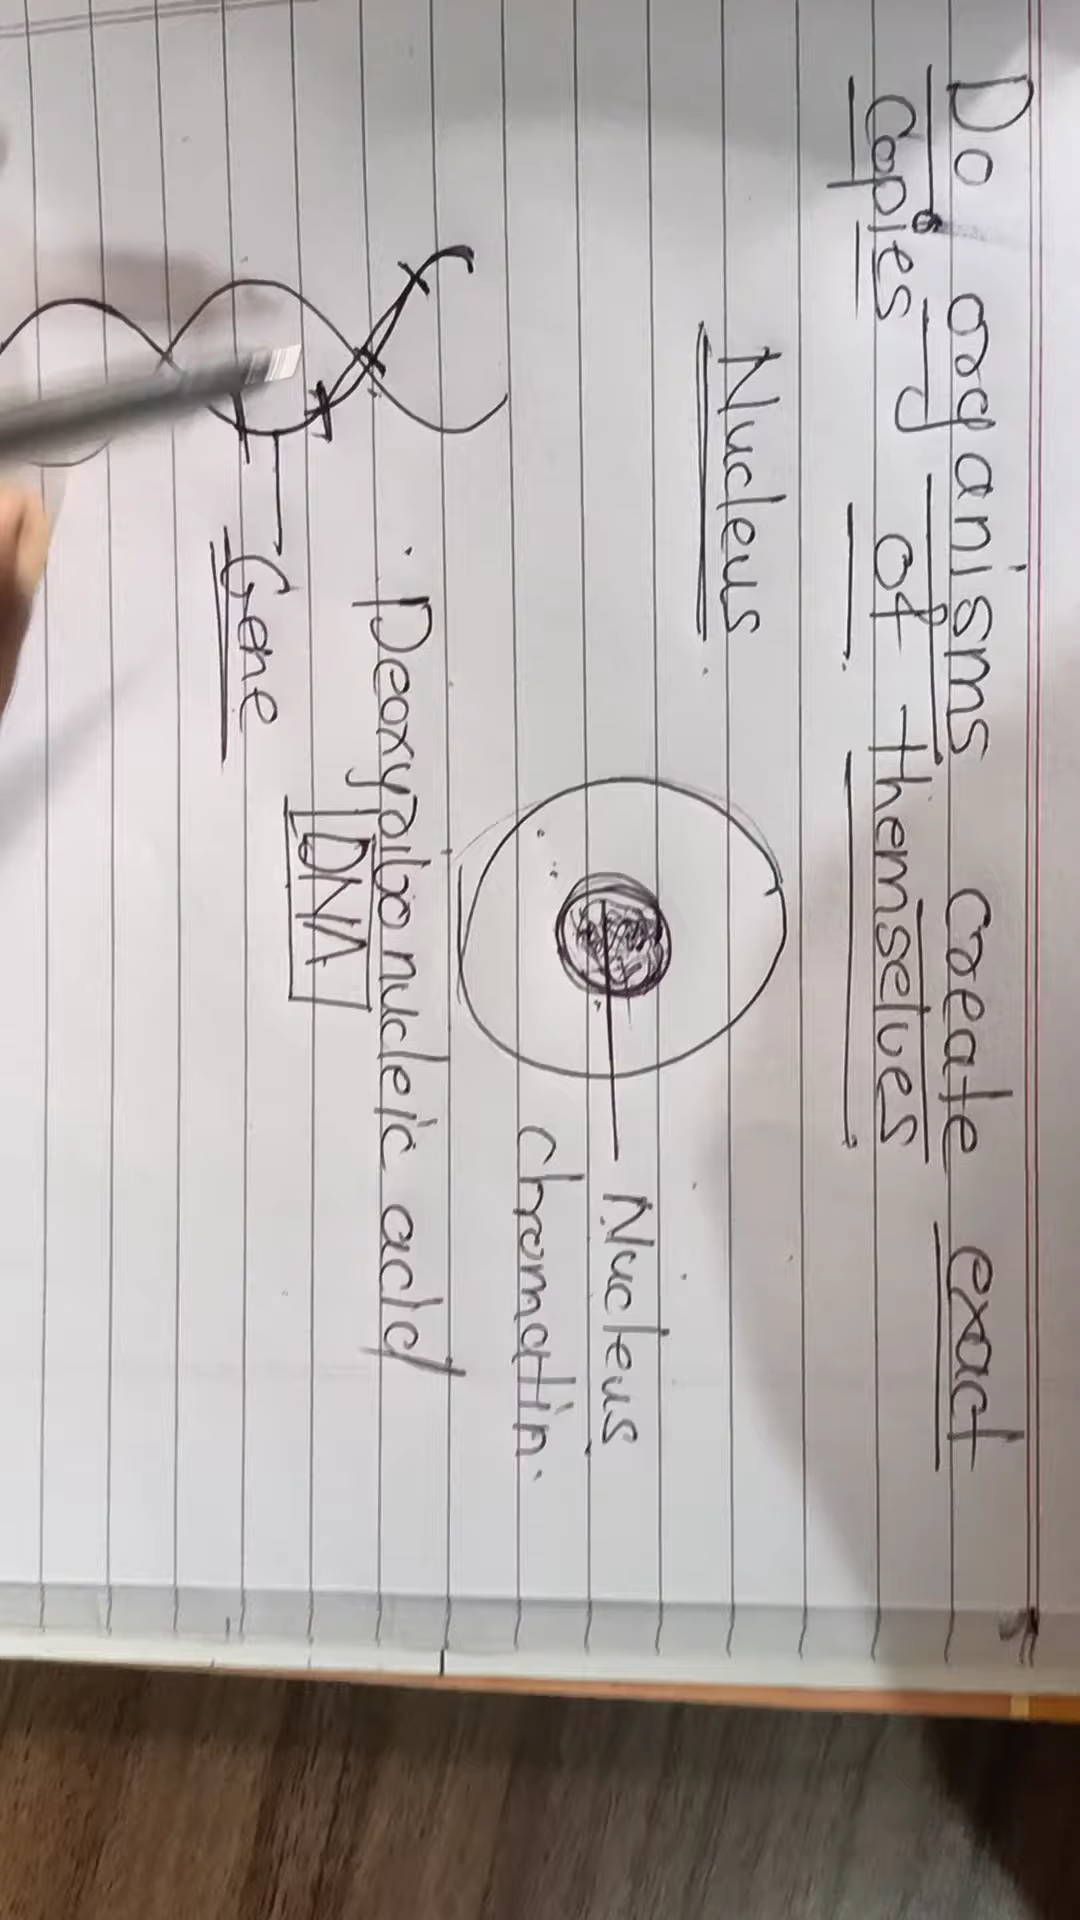 Do organisms create exact
copies of themselves
Nucleus
Nucleus
Chromatin.
Deoxyribo nucleic acid
DNA
Gene